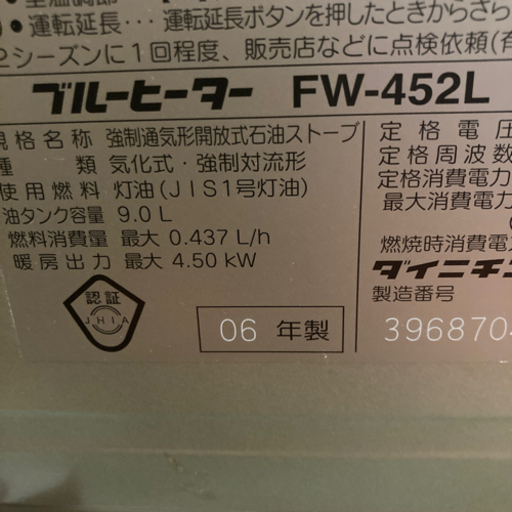 ● 運転延長… 運転延長ボタンを押したときからさら
2シーズンに1回程度、販売店などに点検依頼(有
ブルーヒーター FW-452L
規格名称 強制通気形開放式石油ストーブ
種類 気化式・強制対流形
使用燃料 灯油(JIS1号灯油)
油タンク容量 9.0L
燃料消費量 最大 0.437 L/h
暖房出力 最大 4.50 kW
認証
JHIA
06 年製
定格電圧
定格周波数
定格消費電力
最大消費電力
燃焼時消費電
ダイニチ
製造番号
3968704